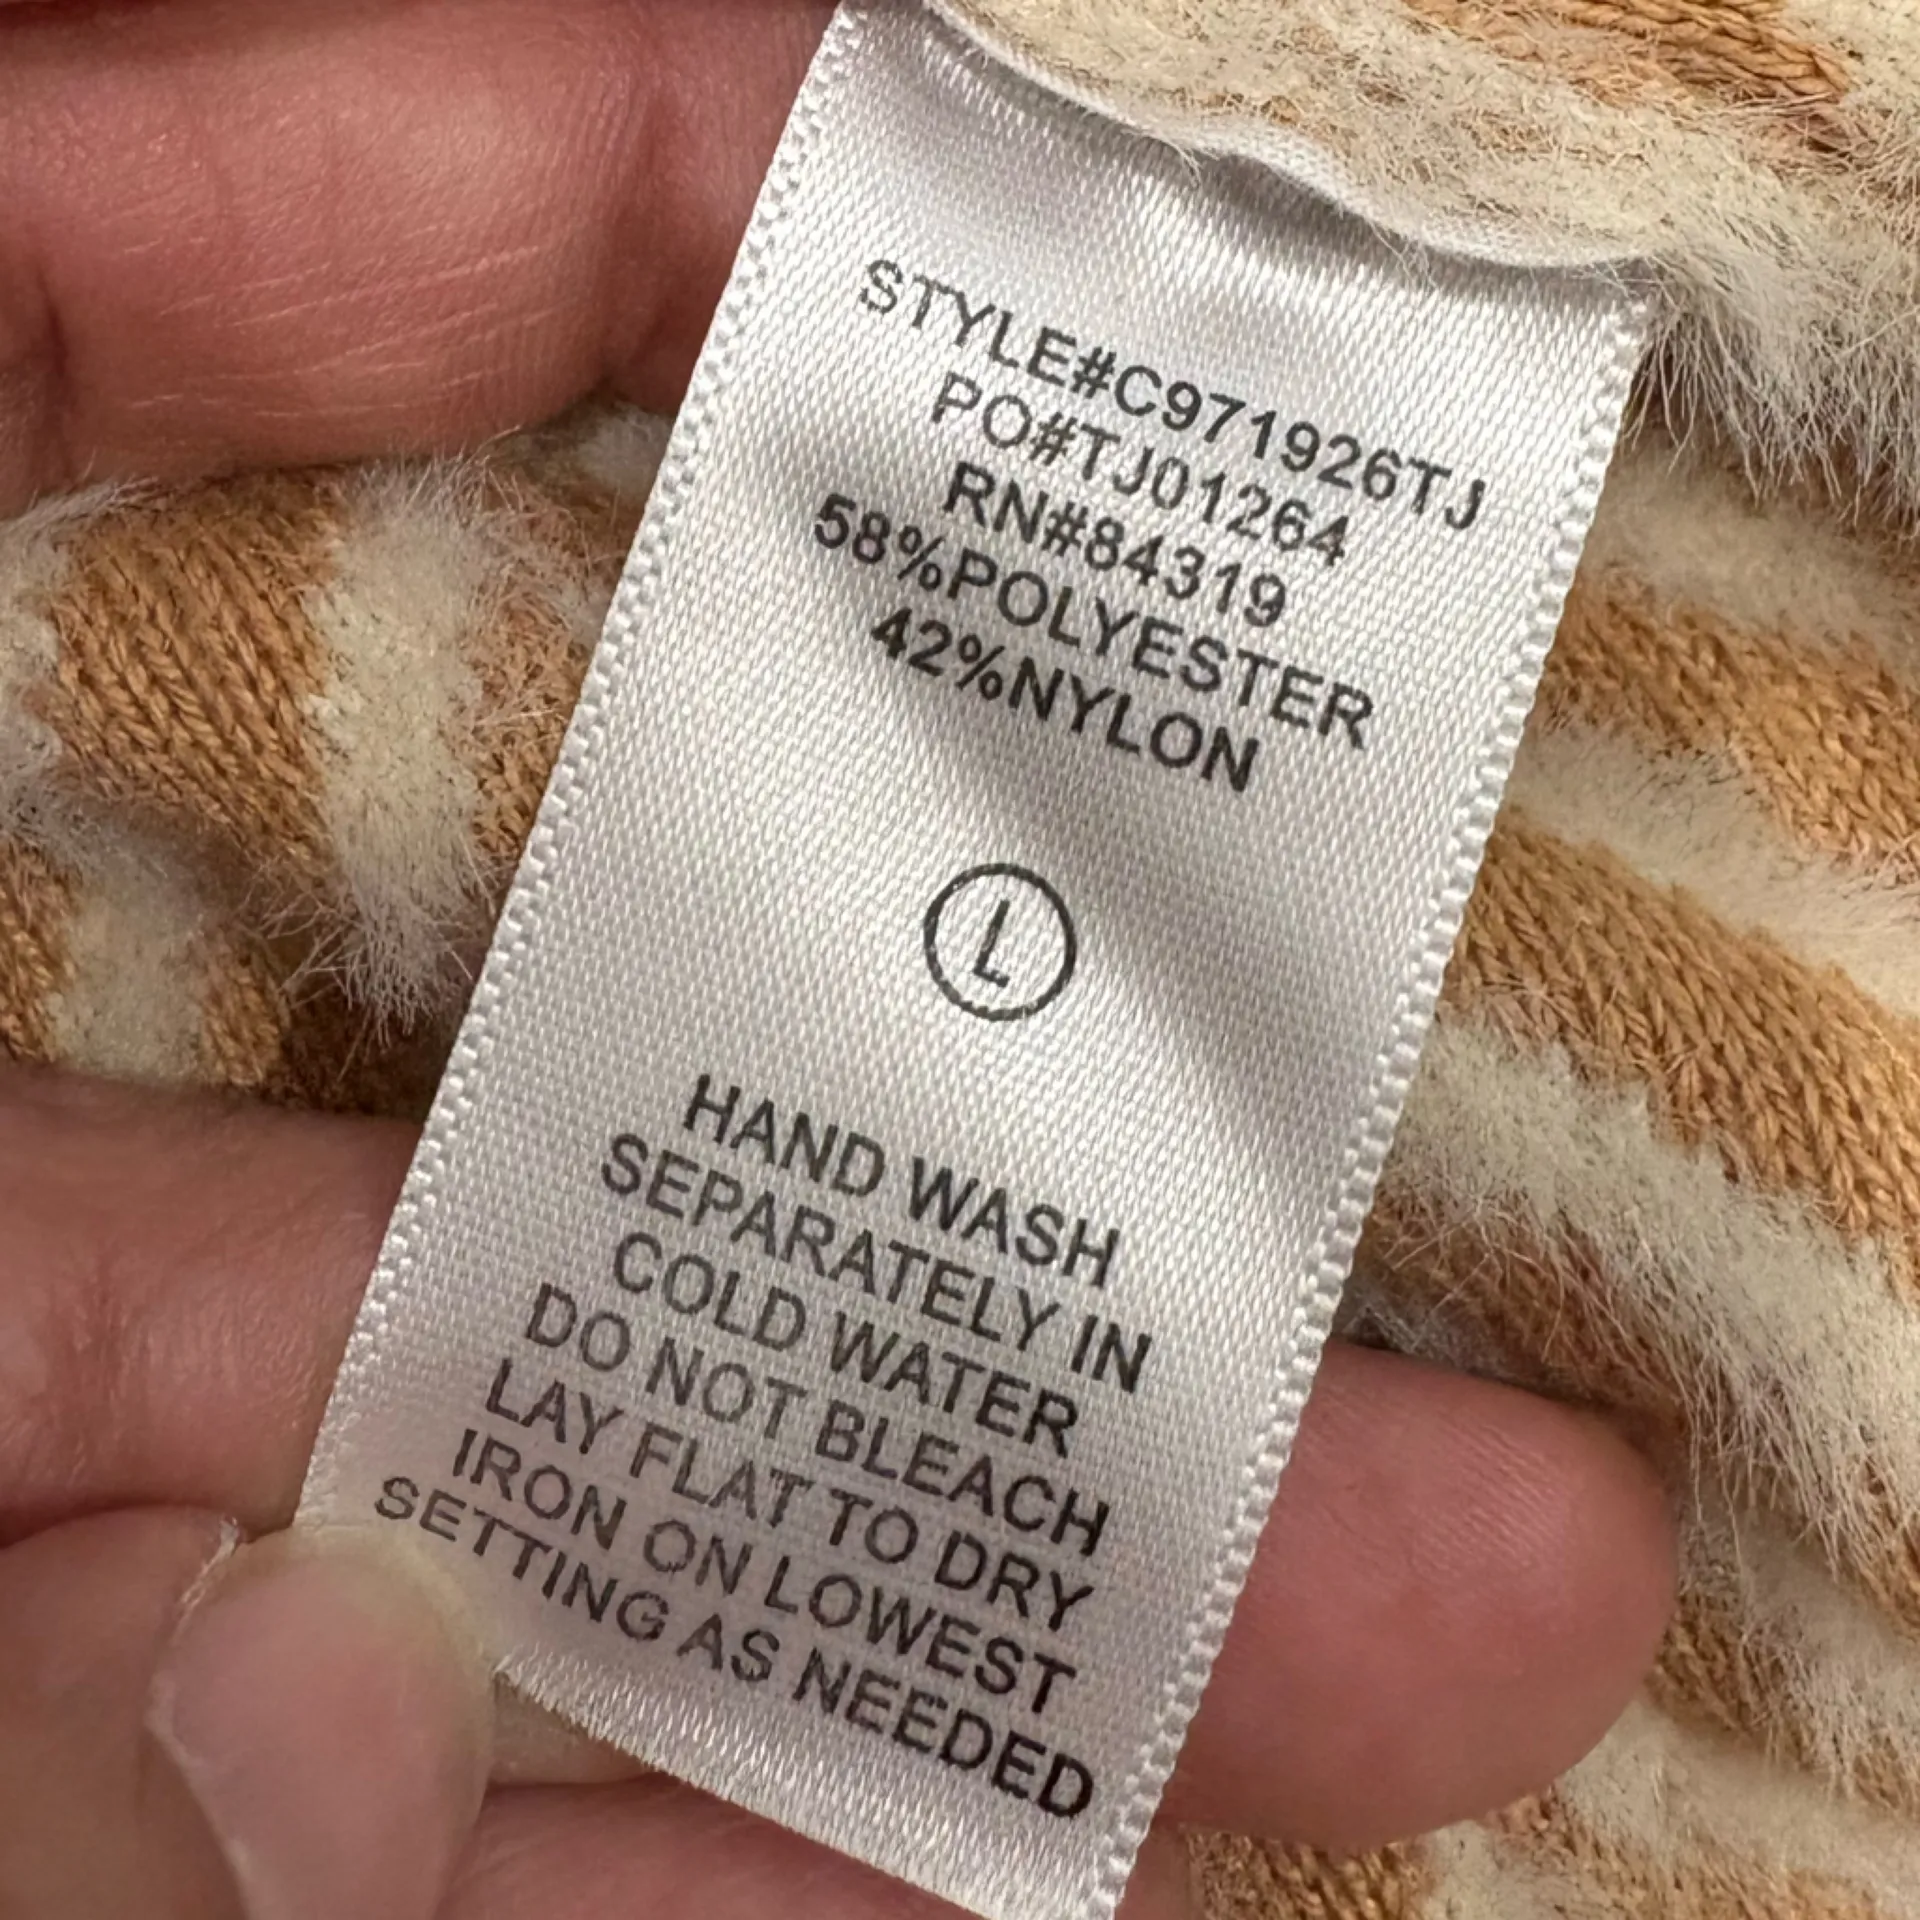 STYLE#C971926TJ
PO#TJ01264
RN#84319
58%POLYESTER
42%NYLON
L
HAND WASH
SEPARATELY IN
COLD WATER
DO NOT BLEACH
LAY FLAT TO DRY
IRON ON LOWEST
SETTING AS NEEDED